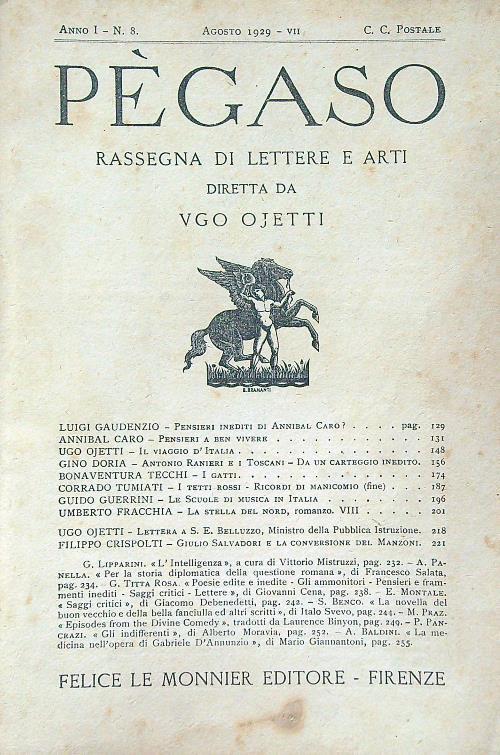 ANNO I - N. 8. AGOSTO 1929 - VII C. C. POSTALE
PÈGASO
RASSEGNA DI LETTERE E ARTI
DIRETTA DA
VGO OJETTI
B. BRAMANTI
LUIGI GAUDENZIO - PENSIERI INEDITI DI ANNIBAL CARO? . . . . pag. 129
ANNIBAL CARO - PENSIERI A BEN VIVERE . . . . . . . . . . . . 131
UGO OJETTI - IL VIAGGIO D'ITALIA . . . . . . . . . . . . . . . 148
GINO DORIA - ANTONIO RANIERI E I TOSCANI - DA UN CARTEGGIO INEDITO. 156
BONAVENTURA TECCHI - I GATTI . . . . . . . . . . . . . . . . 174
CORRADO TUMIATI - I TETTI ROSSI - RICORDI DI MANICOMIO (fine) . . . 187
GUIDO GUERRINI - LE SCUOLE DI MUSICA IN ITALIA . . . . . . . . 196
UMBERTO FRACCHIA - LA STELLA DEL NORD, romanzo. VIII . . . . . 201
UGO OJETTI - LETTERA A S. E. BELLUZZO, Ministro della Pubblica Istruzione. 218
FILIPPO CRISPOLTI - GIULIO SALVADORI E LA CONVERSIONE DEL MANZONI. 221
G. LIPPARINI. « L' Intelligenza », a cura di Vittorio Mistruzzi, pag. 232. - A. PA-
NELLA. « Per la storia diplomatica della questione romana », di Francesco Salata,
pag. 234. - G. TITTA ROSA. « Poesie edite e inedite - Gli ammonitori - Pensieri e fram-
menti inediti - Saggi critici - Lettere », di Giovanni Cena, pag. 238. - E. MONTALE.
« Saggi critici », di Giacomo Debenedetti, pag. 242. - S. BENCO. « La novella del
buon vecchio e della bella fanciulla ed altri scritti », di Italo Svevo, pag. 244. - M. PRAZ.
« Episodes from the Divine Comedy », tradotti da Laurence Binyon, pag. 249. - P. PAN-
CRAZI. « Gli indifferenti », di Alberto Moravia, pag. 252. - A. BALDINI. « La me-
dicina nell'opera di Gabriele D'Annunzio », di Mario Giannantoni, pag. 255.
FELICE LE MONNIER EDITORE - FIRENZE